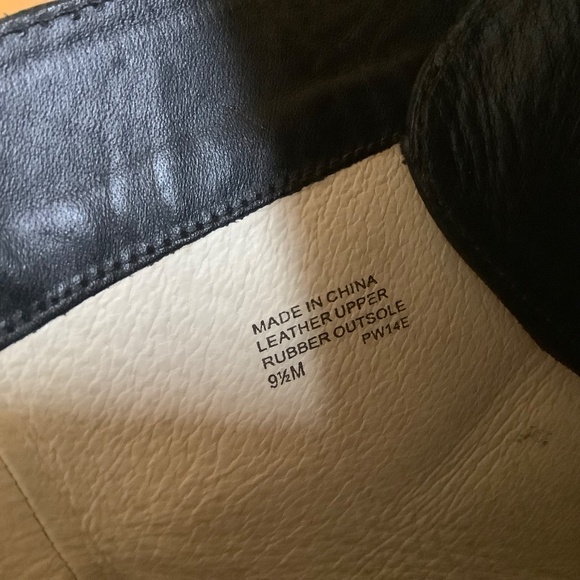 MADE IN CHINA
LEATHER UPPER
RUBBER OUTSOLE
PW14E
9½M